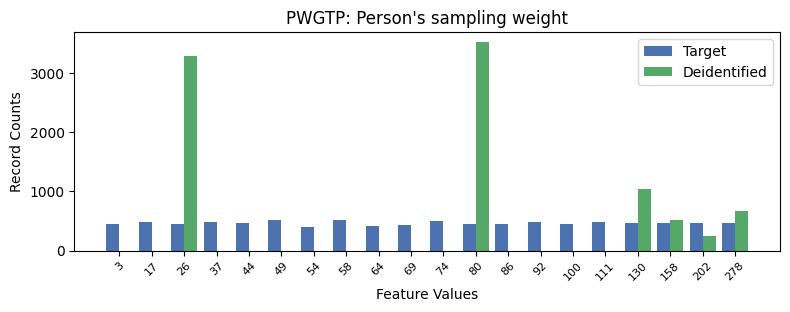 PWGTP: Person's sampling weight
Target
Deidentified
Record Counts
3000
2000
1000
0
3 17 26 37 44 49 54 58 64 69 74 80 86 92 100 111 130 158 202 278
Feature Values